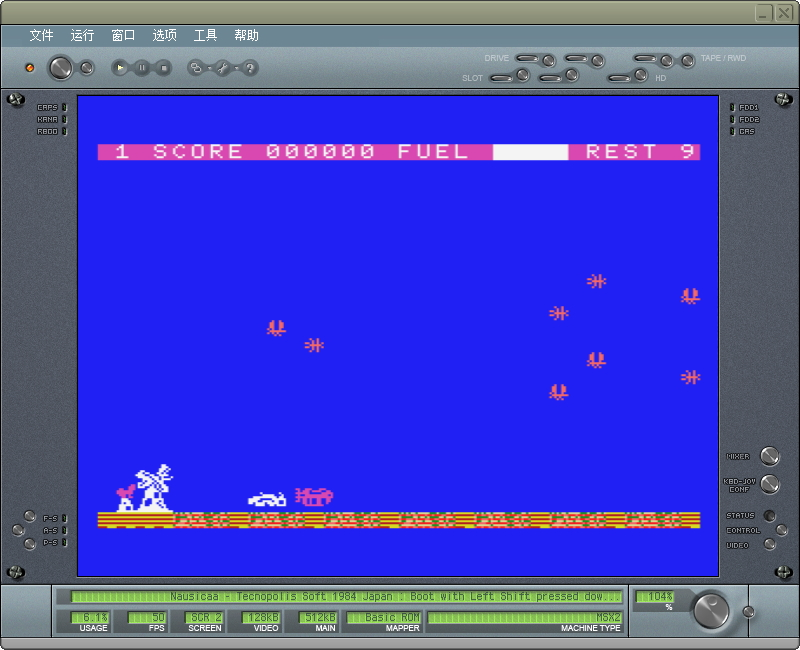 文件 运行 窗口 选项 工具 帮助
DRIVE TAPE / RWD
SLOT HD
CAPS FDD1
KANA FDD2
R800 CAS
1 SCORE 000000 FUEL REST 9
MIXER
KBD-JOY
CONF
F-S STATUS
A-S CONTROL
P-S VIDEO
Nausicaa - Tecnopolis Soft 1984 Japan : Boot with Left Shift pressed dow... 104%
%
6.1% 50 SCR 2 128kB 512kB Basic ROM MSX2
USAGE FPS SCREEN VIDEO MAIN MAPPER MACHINE TYPE